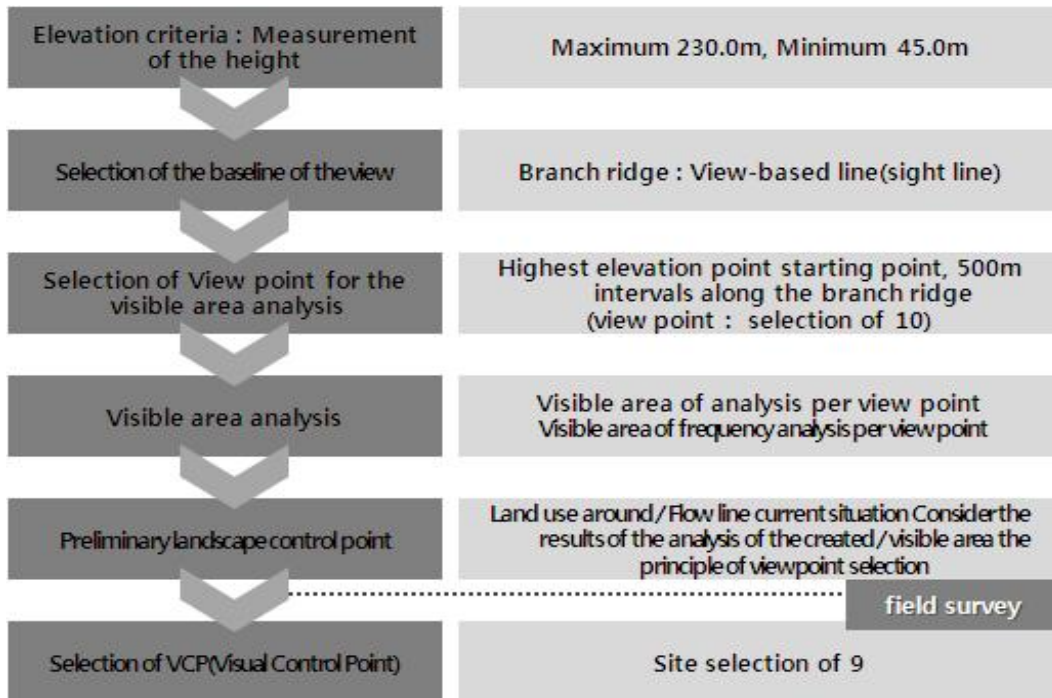 Elevation criteria : Measurement
of the height
Maximum 230.0m, Minimum 45.0m
Selection of the baseline of the view
Branch ridge : View-based line(sight line)
Selection of View point for the
visible area analysis
Highest elevation point starting point, 500m
intervals along the branch ridge
(view point : selection of 10)
Visible area analysis
Visible area of analysis per view point
Visible area of frequency analysis per view point
Preliminary landscape control point
Land use around / Flow line current situation Consider the
results of the analysis of the created / visible area the
principle of viewpoint selection
field survey
Selection of VCP(Visual Control Point)
Site selection of 9